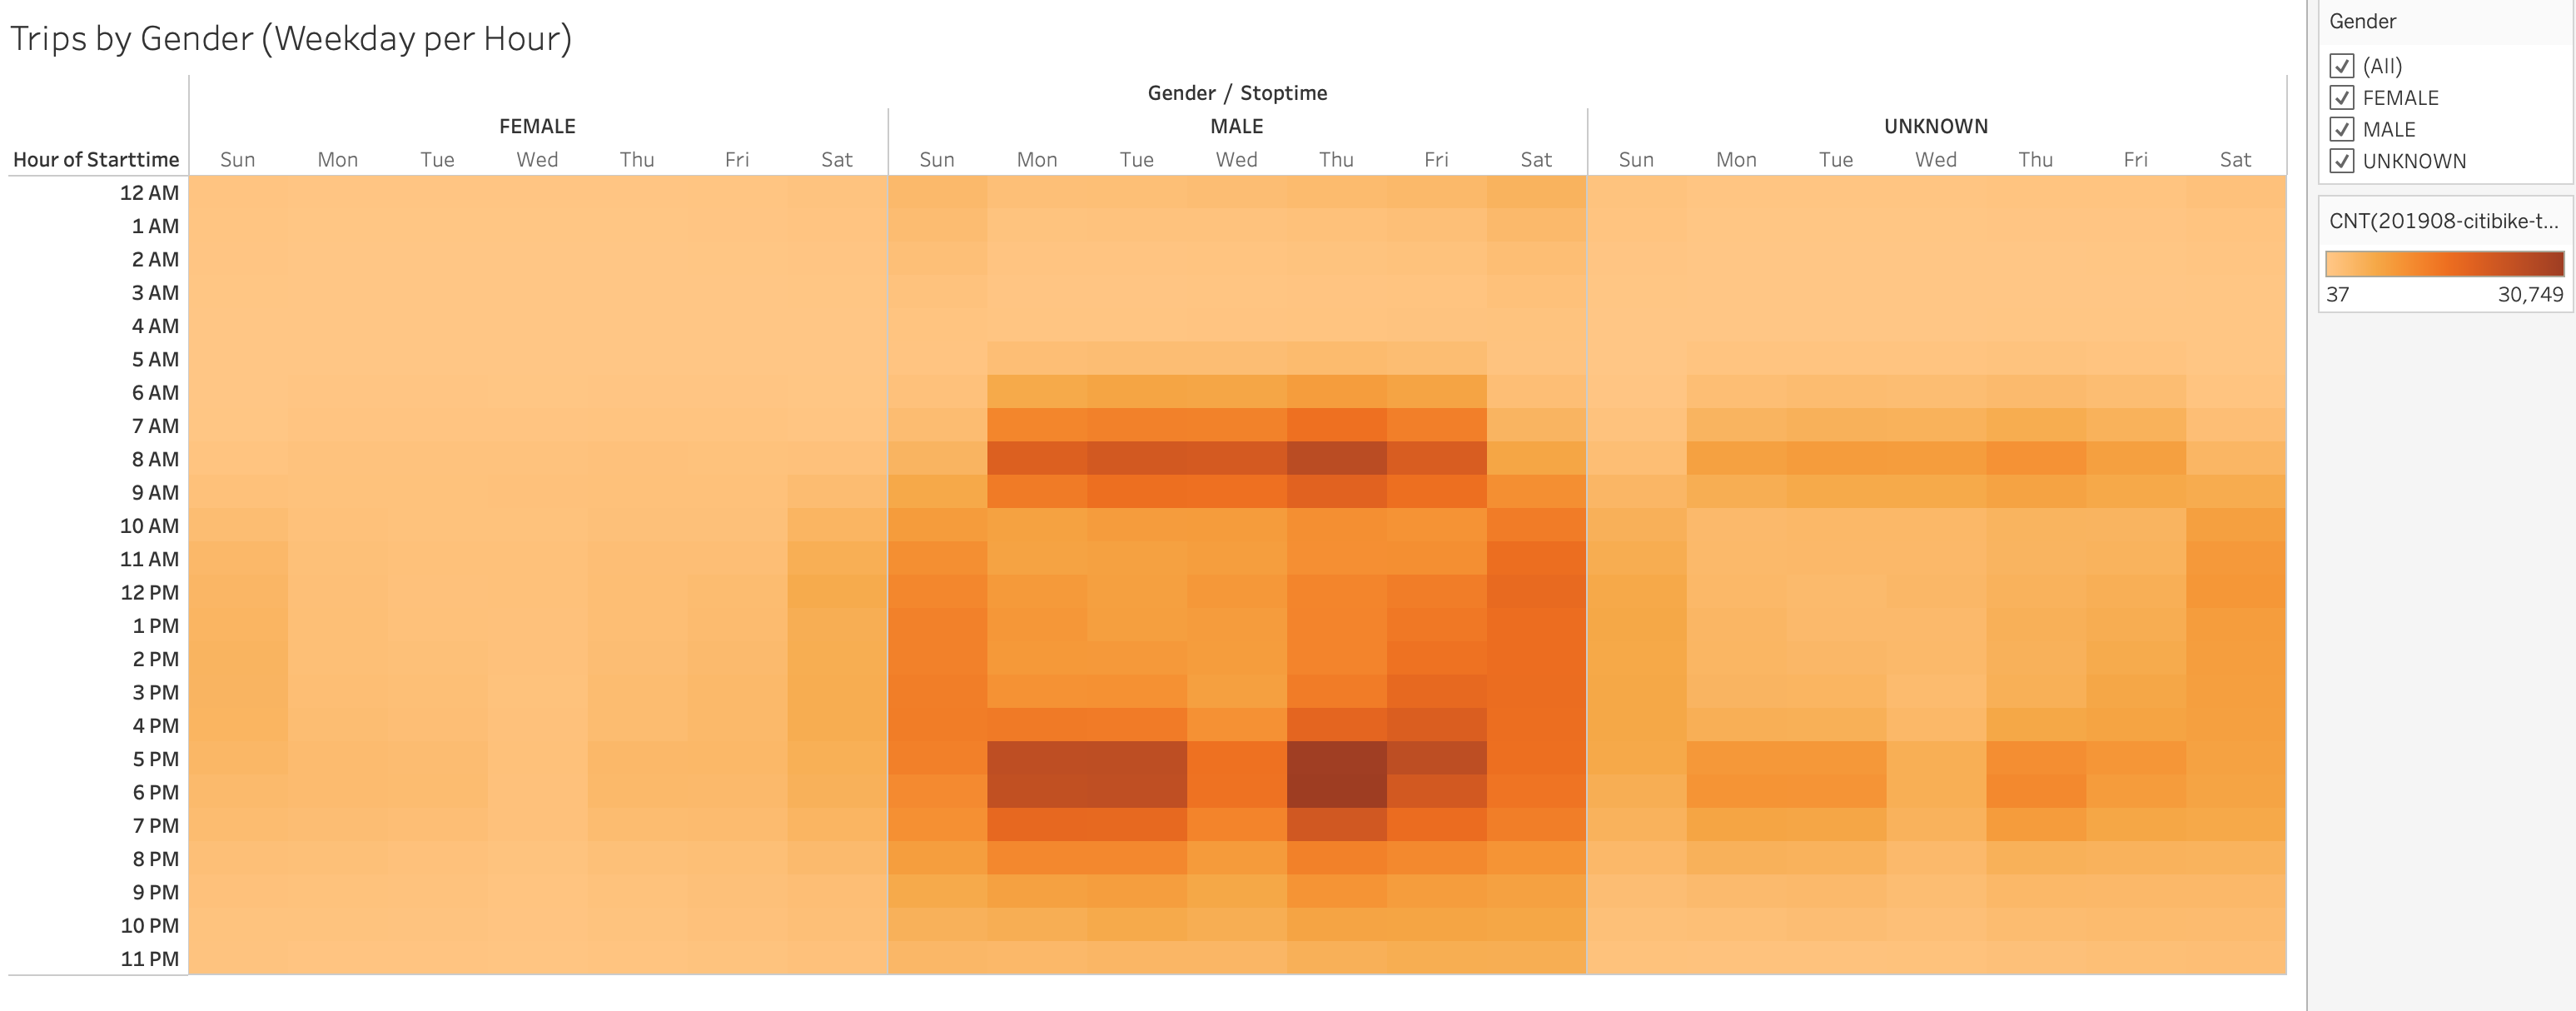 Trips by Gender (Weekday per Hour)
Gender / Stoptime
FEMALE MALE UNKNOWN
Hour of Starttime Sun Mon Tue Wed Thu Fri Sat Sun Mon Tue Wed Thu Fri Sat Sun Mon Tue Wed Thu Fri Sat
12 AM
1 AM
2 AM
3 AM
4 AM
5 AM
6 AM
7 AM
8 AM
9 AM
10 AM
11 AM
12 PM
1 PM
2 PM
3 PM
4 PM
5 PM
6 PM
7 PM
8 PM
9 PM
10 PM
11 PM
Gender
(All)
FEMALE
MALE
UNKNOWN
CNT(201908-citibike-t...
37 30,749